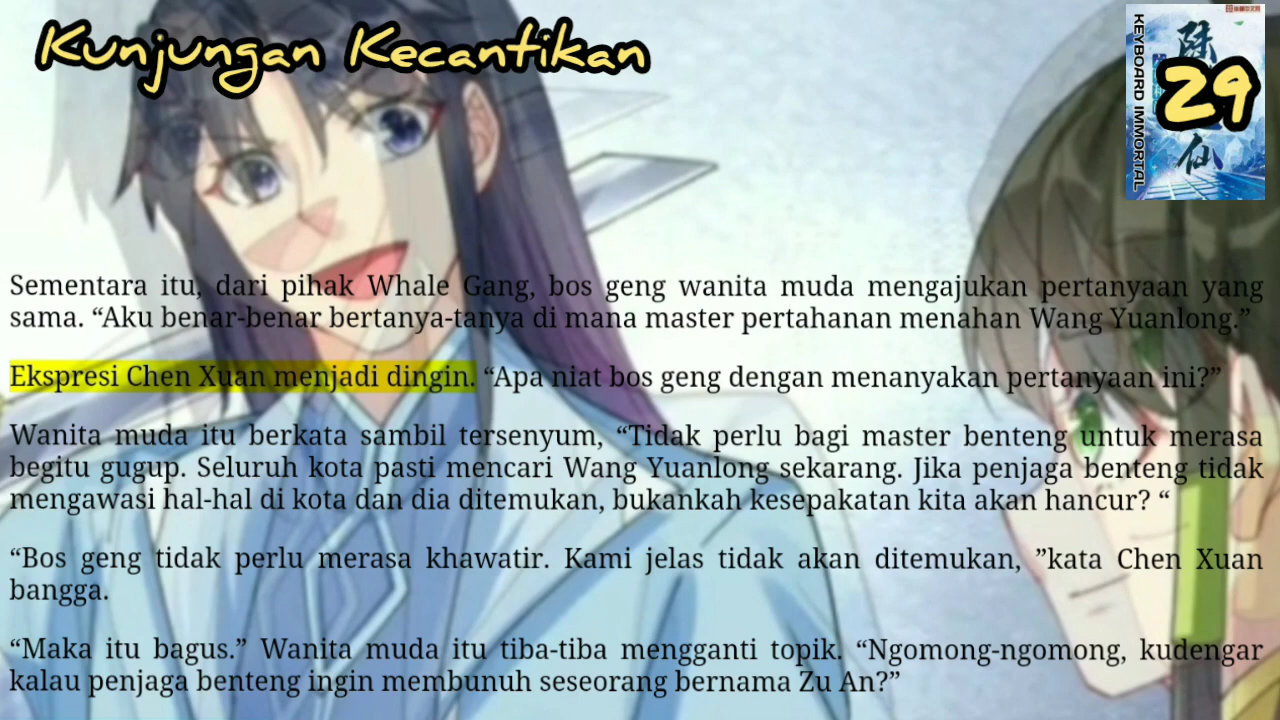 Kunjungan Kecantikan
KEYBOARD IMMORTAL
陆
仙
29
Sementara itu, dari pihak Whale Gang, bos geng wanita muda mengajukan pertanyaan yang
sama. “Aku benar-benar bertanya-tanya di mana master pertahanan menahan Wang Yuanlong.”
Ekspresi Chen Xuan menjadi dingin. “Apa niat bos geng dengan menanyakan pertanyaan ini?”
Wanita muda itu berkata sambil tersenyum, “Tidak perlu bagi master benteng untuk merasa
begitu gugup. Seluruh kota pasti mencari Wang Yuanlong sekarang. Jika penjaga benteng tidak
mengawasi hal-hal di kota dan dia ditemukan, bukankah kesepakatan kita akan hancur? “
“Bos geng tidak perlu merasa khawatir. Kami jelas tidak akan ditemukan, ”kata Chen Xuan
bangga.
“Maka itu bagus.” Wanita muda itu tiba-tiba mengganti topik. “Ngomong-ngomong, kudengar
kalau penjaga benteng ingin membunuh seseorang bernama Zu An?”